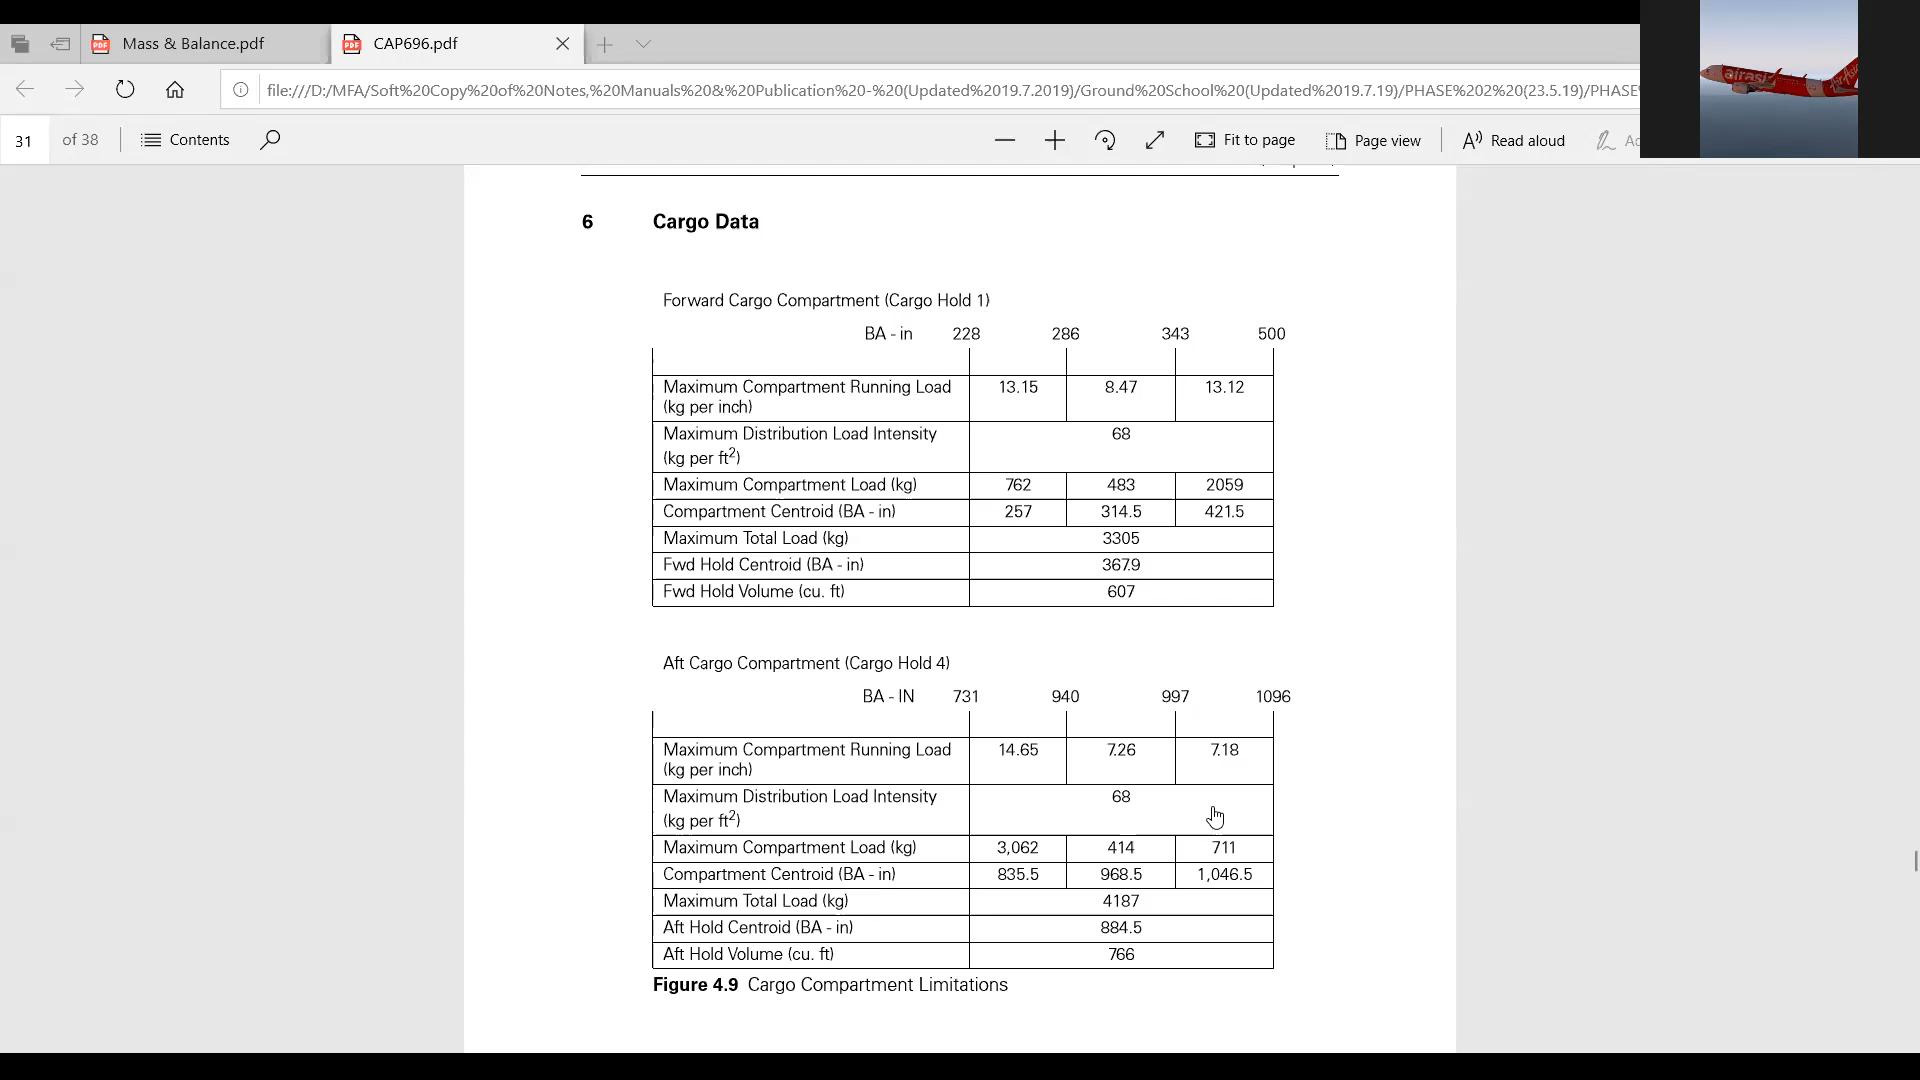 Mass & Balance.pdf
CAP696.pdf
file:///D:/MFA/Soft%20Copy%20of%20Notes,%20Manuals%20&%20Publication%20-%20(Updated%2019.7.2019)/Ground%20School%20(Updated%2019.7.19)/PHASE%202%20(23.5.19)/PHASE%
31 of 38 Contents Fit to page Page view Read aloud
6 Cargo Data
Forward Cargo Compartment (Cargo Hold 1)
BA - in 228 286 343 500
Maximum Compartment Running Load 13.15 8.47 13.12
(kg per inch)
Maximum Distribution Load Intensity 68
(kg per ft2)
Maximum Compartment Load (kg) 762 483 2059
Compartment Centroid (BA - in) 257 314.5 421.5
Maximum Total Load (kg) 3305
Fwd Hold Centroid (BA - in) 367.9
Fwd Hold Volume (cu. ft) 607
Aft Cargo Compartment (Cargo Hold 4)
BA - IN 731 940 997 1096
Maximum Compartment Running Load 14.65 7.26 7.18
(kg per inch)
Maximum Distribution Load Intensity 68
(kg per ft2)
Maximum Compartment Load (kg) 3,062 414 711
Compartment Centroid (BA - in) 835.5 968.5 1,046.5
Maximum Total Load (kg) 4187
Aft Hold Centroid (BA - in) 884.5
Aft Hold Volume (cu. ft) 766
Figure 4.9 Cargo Compartment Limitations